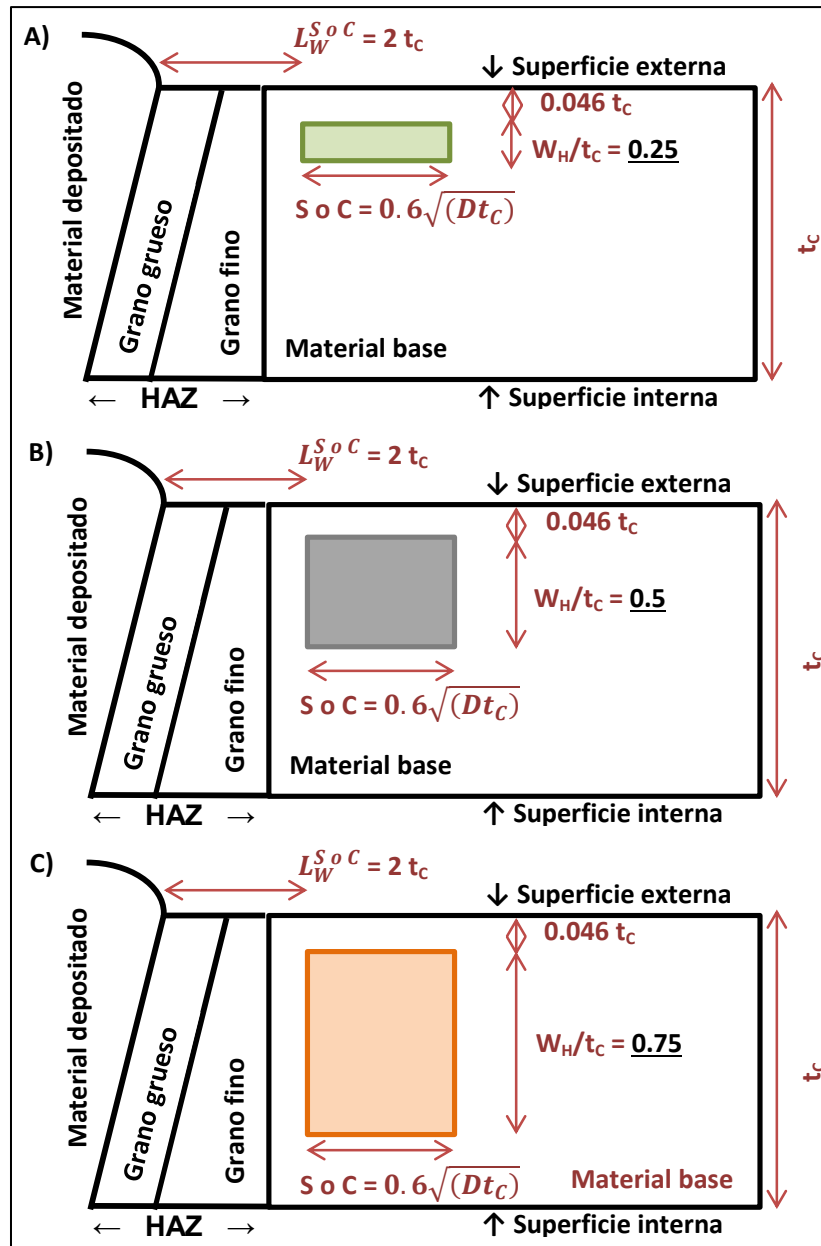 A)
L_W^{S o C} = 2 t_C
↓ Superficie externa
0.046 t_C
W_H/t_C = 0.25
S o C = 0.6√(Dt_C)
t_C
Material depositado
Grano grueso
Grano fino
Material base
← HAZ →
↑ Superficie interna
B)
L_W^{S o C} = 2 t_C
↓ Superficie externa
0.046 t_C
W_H/t_C = 0.5
S o C = 0.6√(Dt_C)
t_C
Material depositado
Grano grueso
Grano fino
Material base
← HAZ →
↑ Superficie interna
C)
L_W^{S o C} = 2 t_C
↓ Superficie externa
0.046 t_C
W_H/t_C = 0.75
S o C = 0.6√(Dt_C)
t_C
Material depositado
Grano grueso
Grano fino
Material base
← HAZ →
↑ Superficie interna